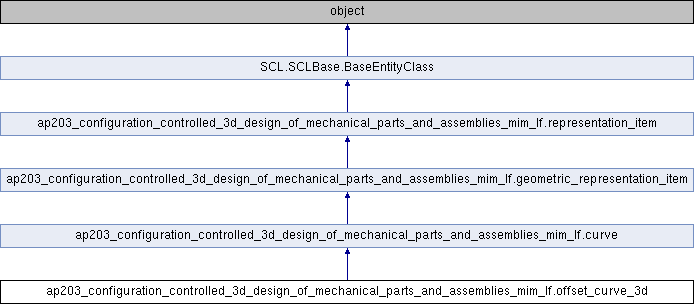 object
SCL.SCLBase.BaseEntityClass
ap203_configuration_controlled_3d_design_of_mechanical_parts_and_assemblies_mim_lf.representation_item
ap203_configuration_controlled_3d_design_of_mechanical_parts_and_assemblies_mim_lf.geometric_representation_item
ap203_configuration_controlled_3d_design_of_mechanical_parts_and_assemblies_mim_lf.curve
ap203_configuration_controlled_3d_design_of_mechanical_parts_and_assemblies_mim_lf.offset_curve_3d